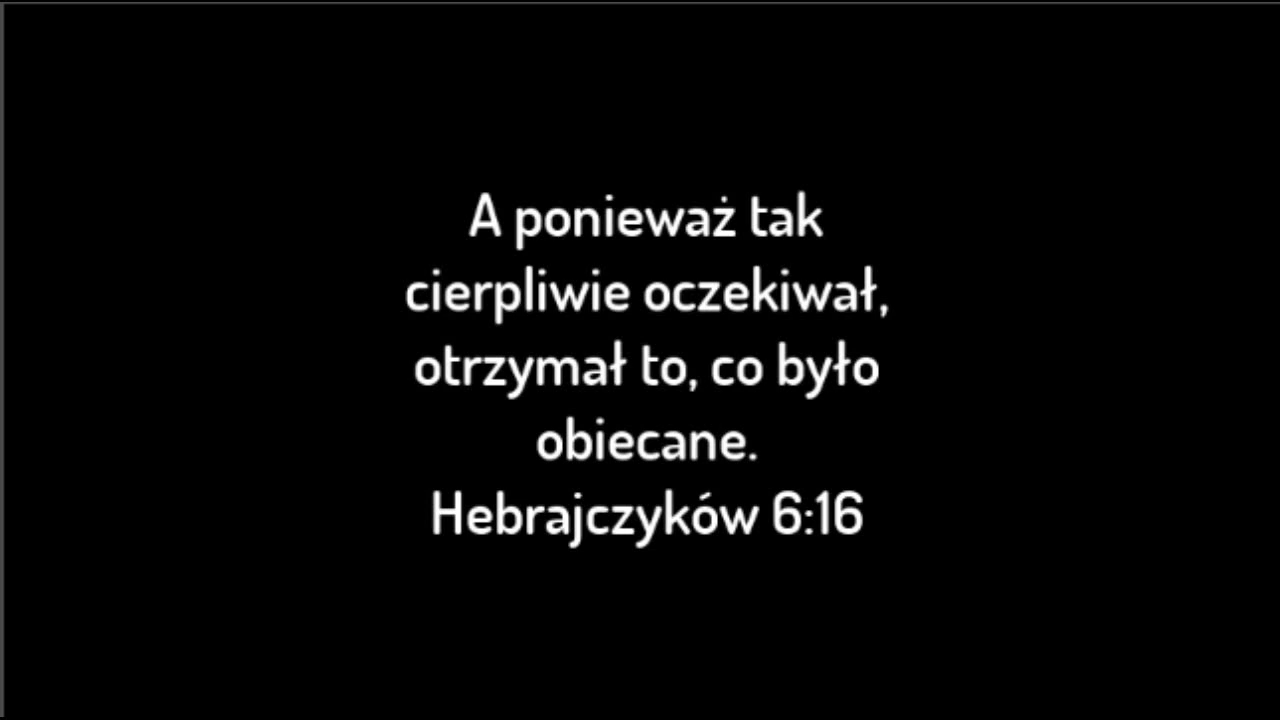 A ponieważ tak
cierpliwie oczekiwał,
otrzymał to, co było
obiecane.
Hebrajczyków 6:16